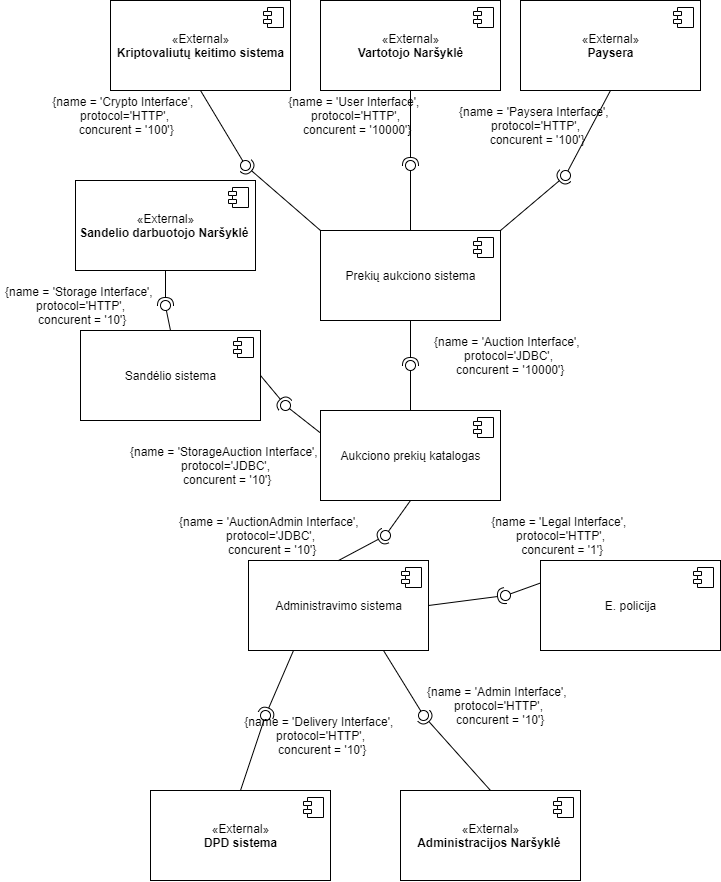 «External»
Kriptovaliutų keitimo sistema
«External»
Vartotojo Naršyklė
«External»
Paysera
{name = 'Crypto Interface',
protocol='HTTP',
concurent = '100'}
{name = 'User Interface',
protocol='HTTP',
concurent = '10000'}
{name = 'Paysera Interface',
protocol='HTTP',
concurent = '100'}
«External»
Sandelio darbuotojo Naršyklė
Prekių aukciono sistema
{name = 'Storage Interface',
protocol='HTTP',
concurent = '10'}
Sandėlio sistema
{name = 'Auction Interface',
protocol='JDBC',
concurent = '10000'}
{name = 'StorageAuction Interface',
protocol='JDBC',
concurent = '10'}
Aukciono prekių katalogas
{name = 'AuctionAdmin Interface',
protocol='JDBC',
concurent = '10'}
{name = 'Legal Interface',
protocol='HTTP',
concurent = '1'}
Administravimo sistema
E. policija
{name = 'Delivery Interface',
protocol='HTTP',
concurent = '10'}
{name = 'Admin Interface',
protocol='HTTP',
concurent = '10'}
«External»
DPD sistema
«External»
Administracijos Naršyklė